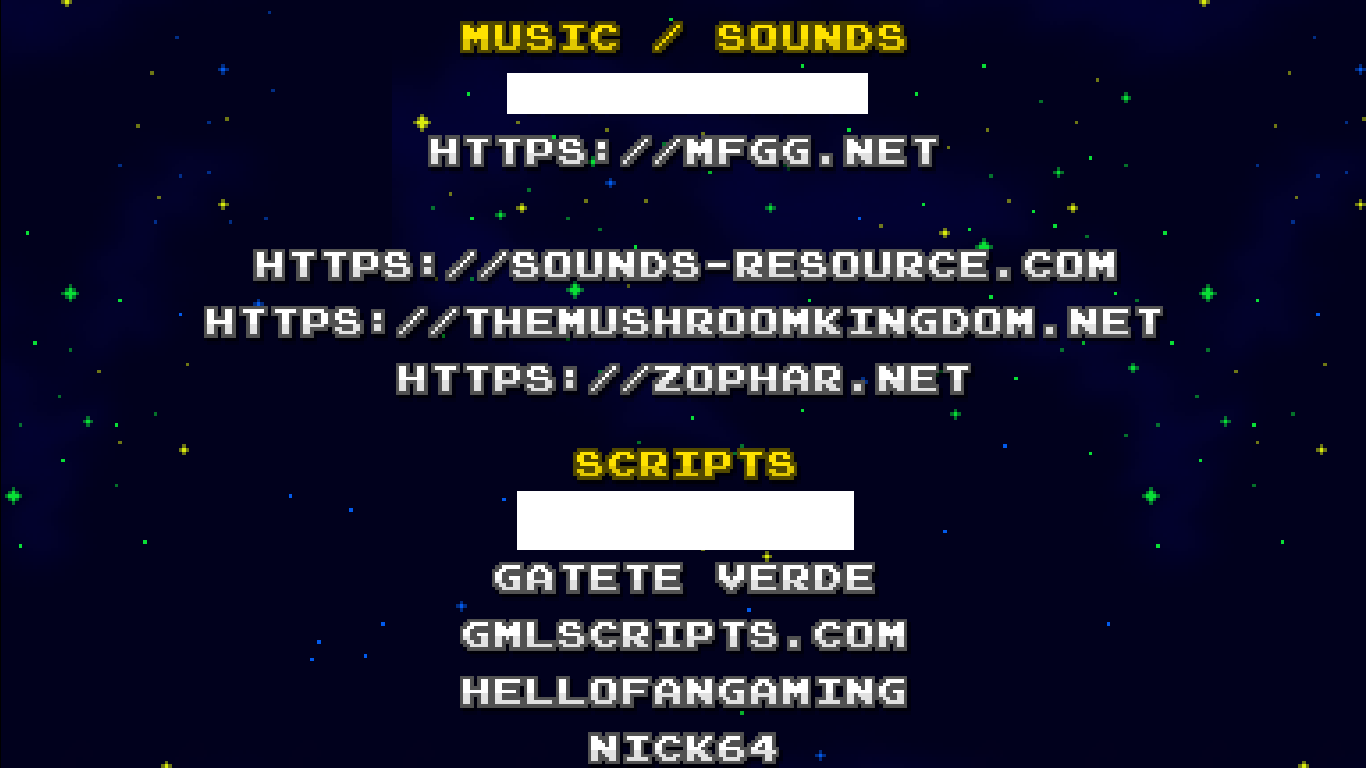 MUSIC / SOUNDS
HTTPS://MFGG.NET
HTTPS://SOUNDS-RESOURCE.COM
HTTPS://THEMUSHROOMKINGDOM.NET
HTTPS://ZOPHAR.NET
SCRIPTS
GATETE VERDE
GMLSCRIPTS.COM
HELLOFANGAMING
NICK64